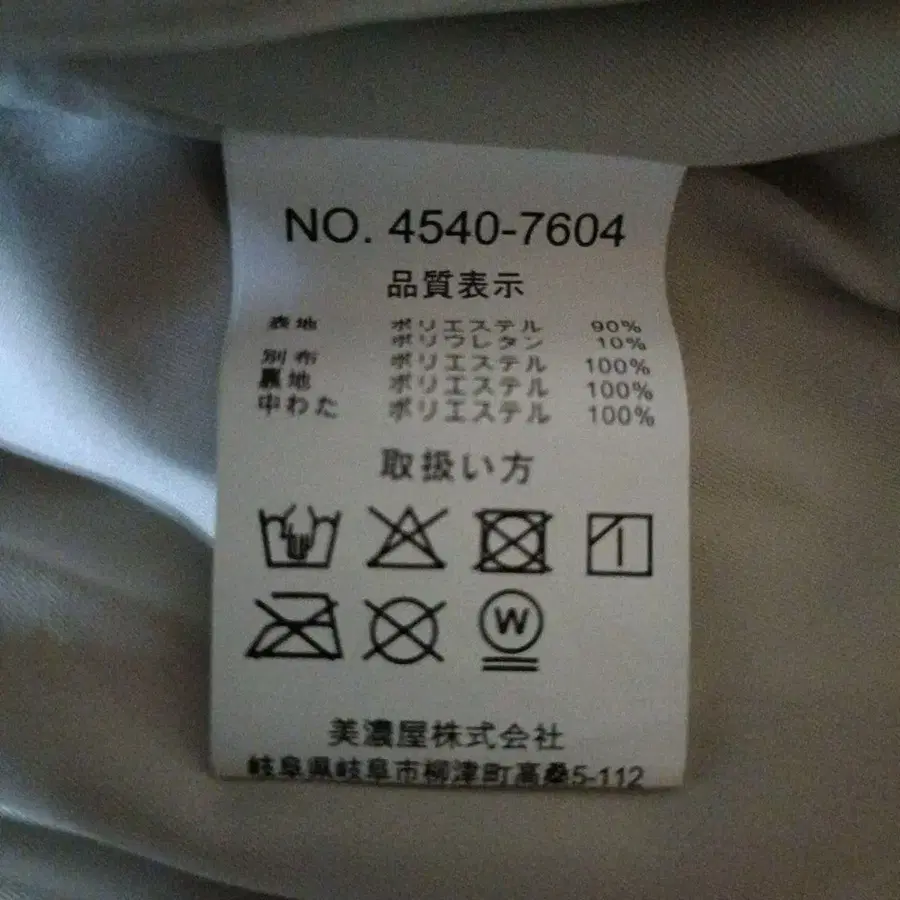 NO. 4540-7604
品質表示
表地 ポリエステル 90%
ポリウレタン 10%
別布 ポリエステル 100%
裏地 ポリエステル 100%
中わた ポリエステル 100%
取扱い方
W
美濃屋株式会社
岐阜県岐阜市柳津町高桑5-112